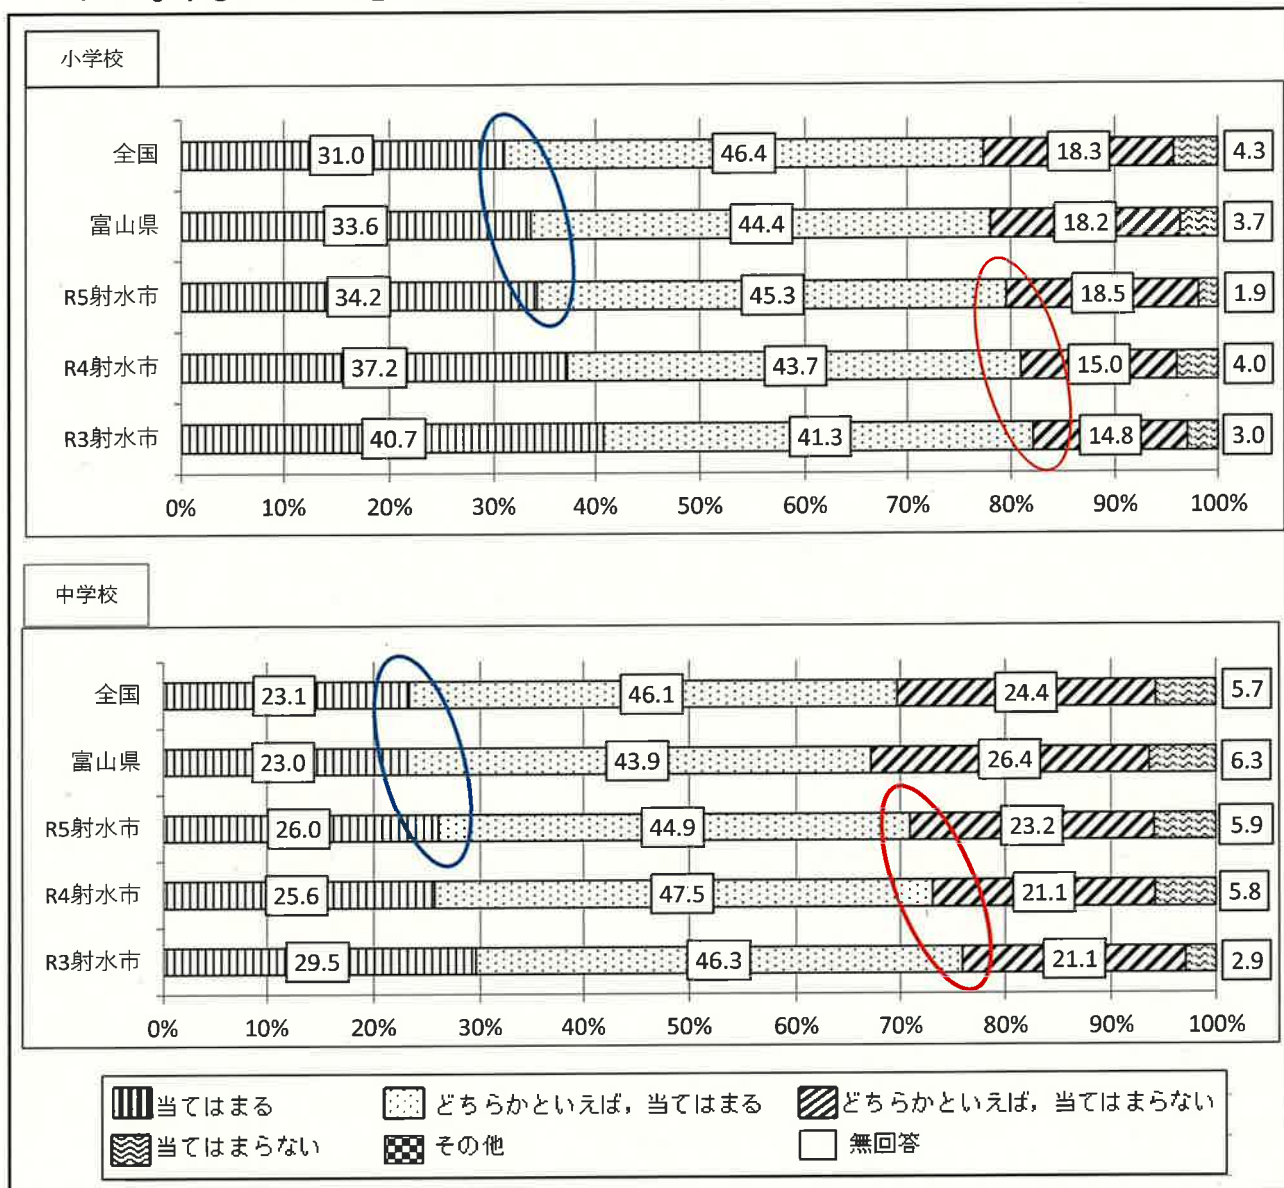 小学校
全国 31.0 46.4 18.3 4.3
富山県 33.6 44.4 18.2 3.7
R5射水市 34.2 45.3 18.5 1.9
R4射水市 37.2 43.7 15.0 4.0
R3射水市 40.7 41.3 14.8 3.0
0% 10% 20% 30% 40% 50% 60% 70% 80% 90% 100%
中学校
全国 23.1 46.1 24.4 5.7
富山県 23.0 43.9 26.4 6.3
R5射水市 26.0 44.9 23.2 5.9
R4射水市 25.6 47.5 21.1 5.8
R3射水市 29.5 46.3 21.1 2.9
0% 10% 20% 30% 40% 50% 60% 70% 80% 90% 100%
当てはまる どちらかといえば，当てはまる どちらかといえば，当てはまらない
当てはまらない その他 無回答